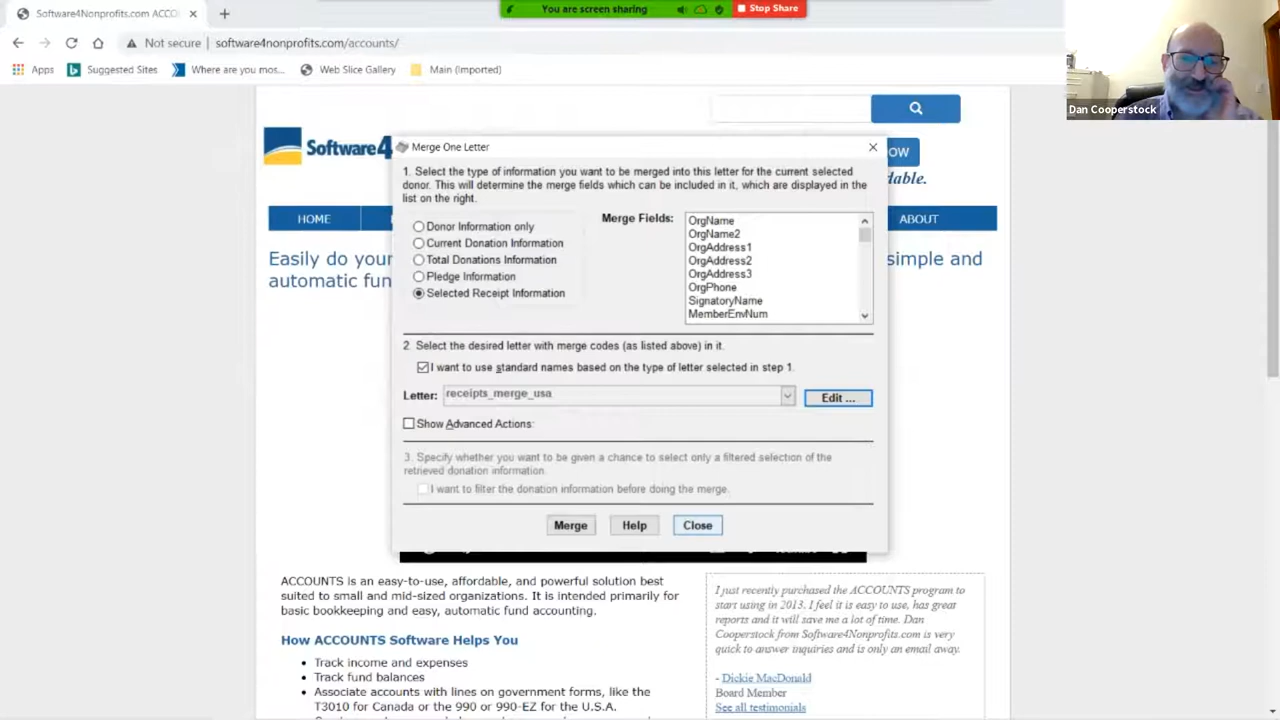 Software4Nonprofits.com ACCO
You are screen sharing
Stop Share
Not secure
software4nonprofits.com/accounts/
Apps
Suggested Sites
Where are you mos...
Web Slice Gallery
Main (Imported)
Dan Cooperstock
Software4
OW
dable.
HOME
ABOUT
Easily do your
simple and
automatic fun
Merge One Letter
1. Select the type of information you want to be merged into this letter for the current selected
donor. This will determine the merge fields which can be included in it, which are displayed in the
list on the right.
Donor Information only
Current Donation Information
Total Donations Information
Pledge Information
Selected Receipt Information
Merge Fields:
OrgName
OrgName2
OrgAddress1
OrgAddress2
OrgAddress3
OrgPhone
SignatoryName
MemberEnvNum
2. Select the desired letter with merge codes (as listed above) in it.
I want to use standard names based on the type of letter selected in step 1.
Letter:
receipts_merge_usa
Edit ...
Show Advanced Actions:
3. Specify whether you want to be given a chance to select only a filtered selection of the
retrieved donation information.
I want to filter the donation information before doing the merge.
Merge
Help
Close
ACCOUNTS is an easy-to-use, affordable, and powerful solution best
suited to small and mid-sized organizations. It is intended primarily for
basic bookkeeping and easy, automatic fund accounting.
How ACCOUNTS Software Helps You
Track income and expenses
Track fund balances
Associate accounts with lines on government forms, like the
T3010 for Canada or the 990 or 990-EZ for the U.S.A.
I just recently purchased the ACCOUNTS program to
start using in 2013. I feel it is easy to use, has great
reports and it will save me a lot of time. Dan
Cooperstock from Software4Nonprofits.com is very
quick to answer inquiries and is only an email away.
- Dickie MacDonald
Board Member
See all testimonials